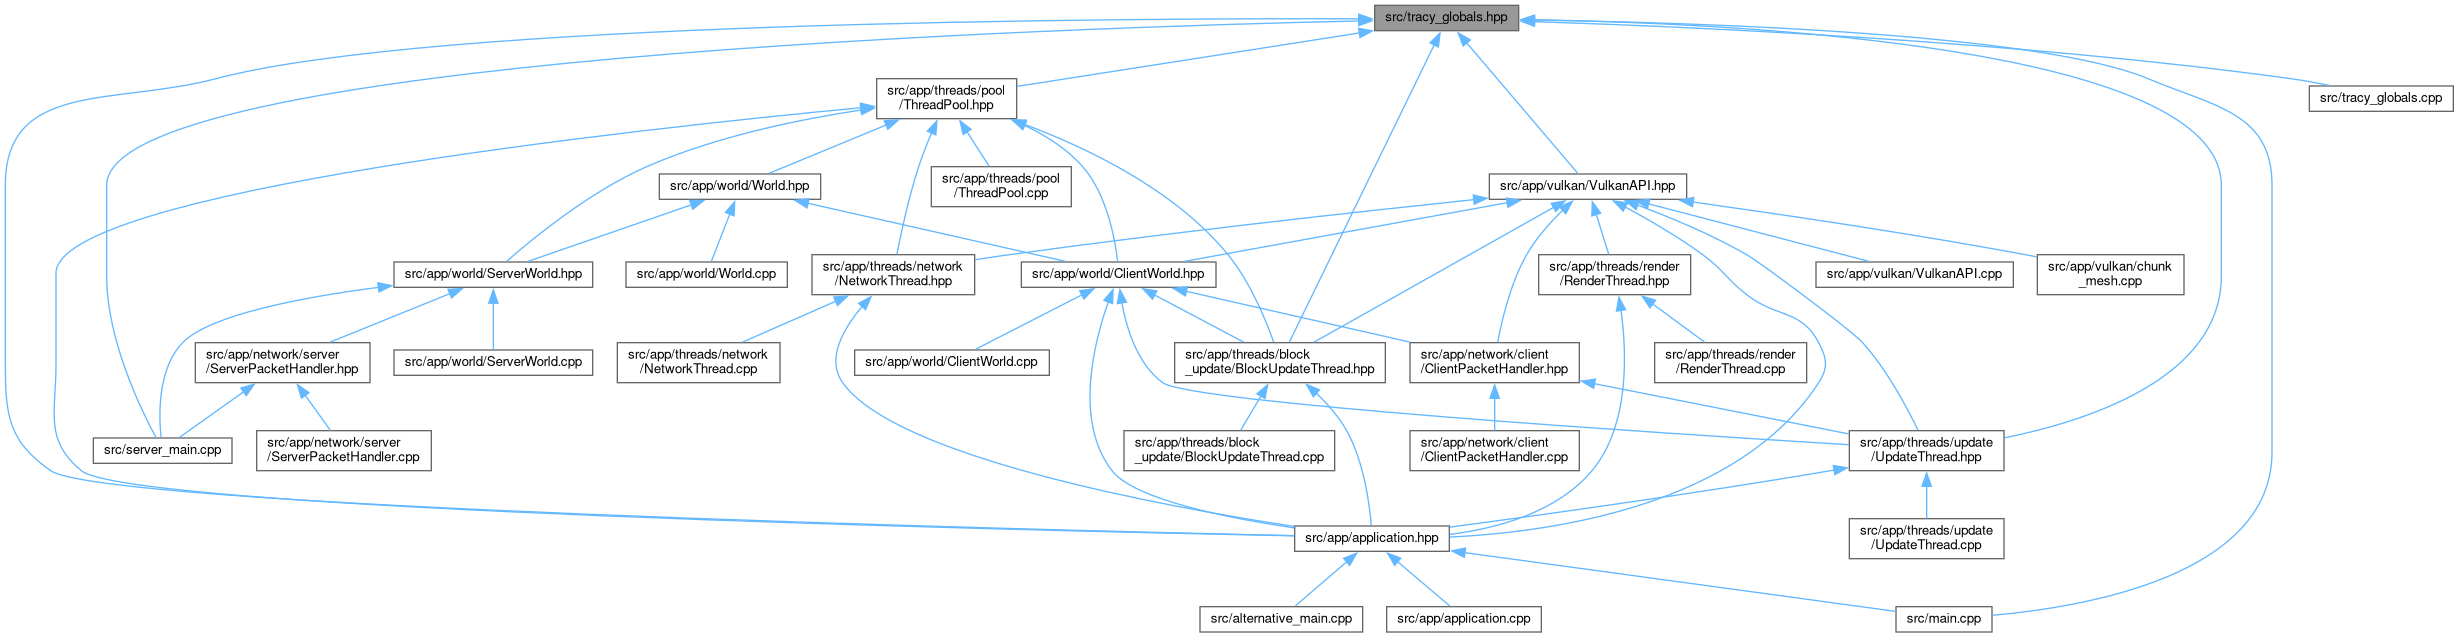 src/tracy_globals.hpp
src/app/threads/pool
/ThreadPool.hpp
src/tracy_globals.cpp
src/app/world/World.hpp
src/app/threads/pool
/ThreadPool.cpp
src/app/vulkan/VulkanAPI.hpp
src/app/world/ServerWorld.hpp
src/app/world/World.cpp
src/app/threads/network
/NetworkThread.hpp
src/app/world/ClientWorld.hpp
src/app/threads/render
/RenderThread.hpp
src/app/vulkan/VulkanAPI.cpp
src/app/vulkan/chunk
_mesh.cpp
src/app/network/server
/ServerPacketHandler.hpp
src/app/world/ServerWorld.cpp
src/app/threads/network
/NetworkThread.cpp
src/app/world/ClientWorld.cpp
src/app/threads/block
_update/BlockUpdateThread.hpp
src/app/network/client
/ClientPacketHandler.hpp
src/app/threads/render
/RenderThread.cpp
src/server_main.cpp
src/app/network/server
/ServerPacketHandler.cpp
src/app/threads/block
_update/BlockUpdateThread.cpp
src/app/network/client
/ClientPacketHandler.cpp
src/app/threads/update
/UpdateThread.hpp
src/app/application.hpp
src/app/threads/update
/UpdateThread.cpp
src/alternative_main.cpp
src/app/application.cpp
src/main.cpp